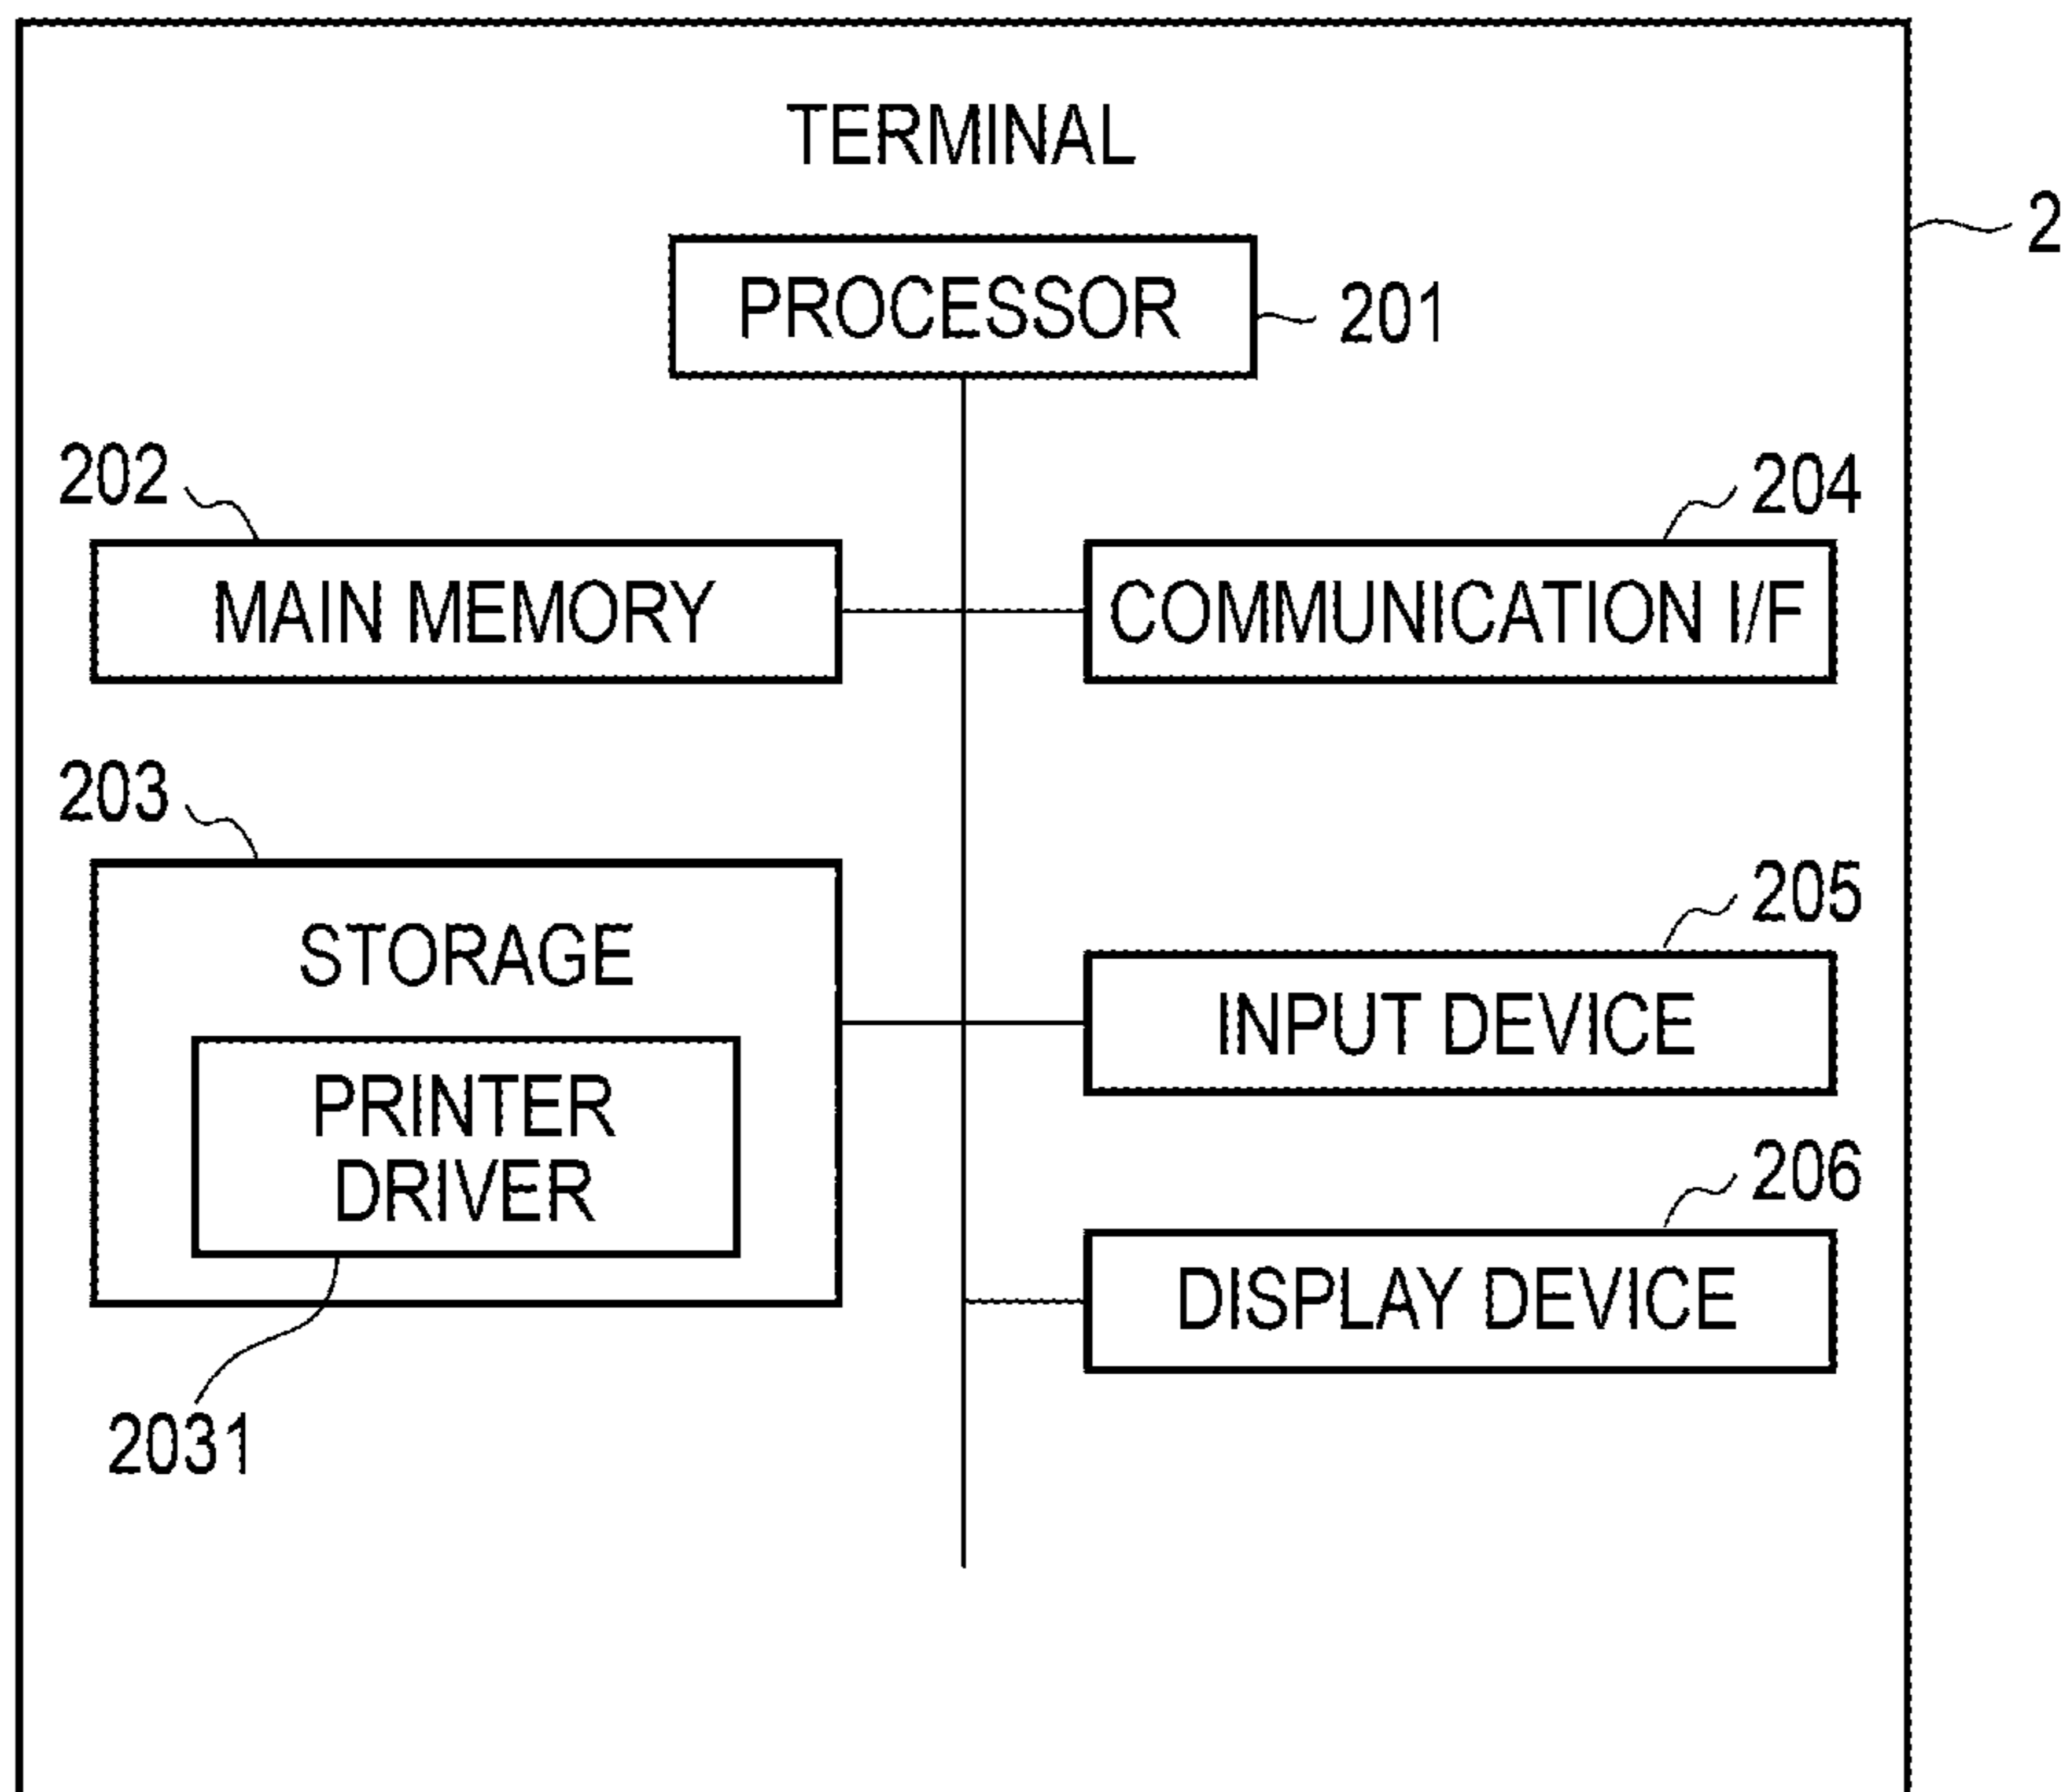 TERMINAL
2
PROCESSOR
201
202
MAIN MEMORY
204
COMMUNICATION I/F
203
STORAGE
PRINTER
DRIVER
2031
205
INPUT DEVICE
206
DISPLAY DEVICE